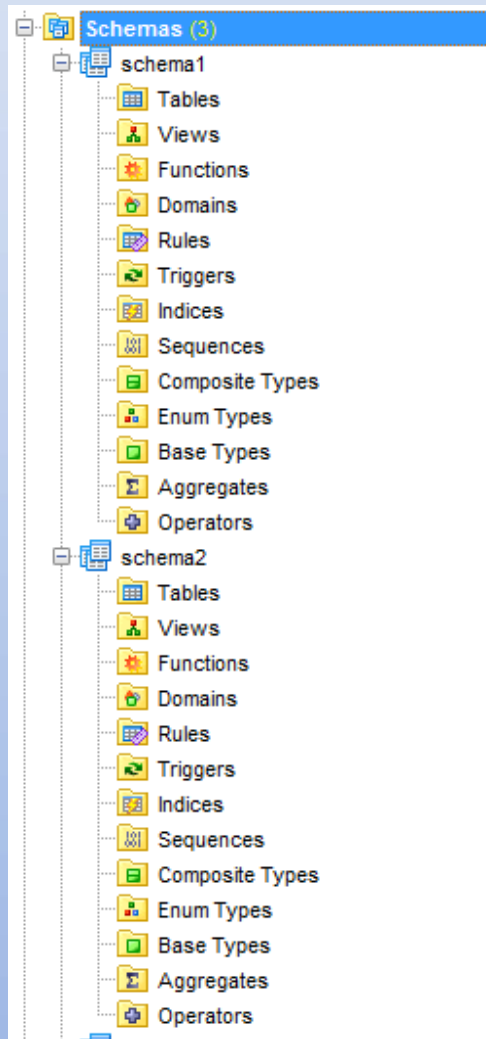 Schemas (3)
schema1
Tables
Views
Functions
Domains
Rules
Triggers
Indices
Sequences
Composite Types
Enum Types
Base Types
Aggregates
Operators
schema2
Tables
Views
Functions
Domains
Rules
Triggers
Indices
Sequences
Composite Types
Enum Types
Base Types
Aggregates
Operators